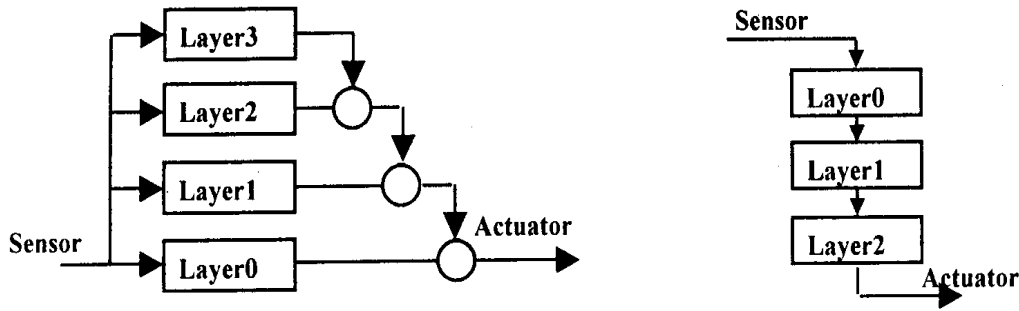 Layer3
Layer2
Layer1
Sensor
Layer0
Actuator
Sensor
Layer0
Layer1
Layer2
Actuator